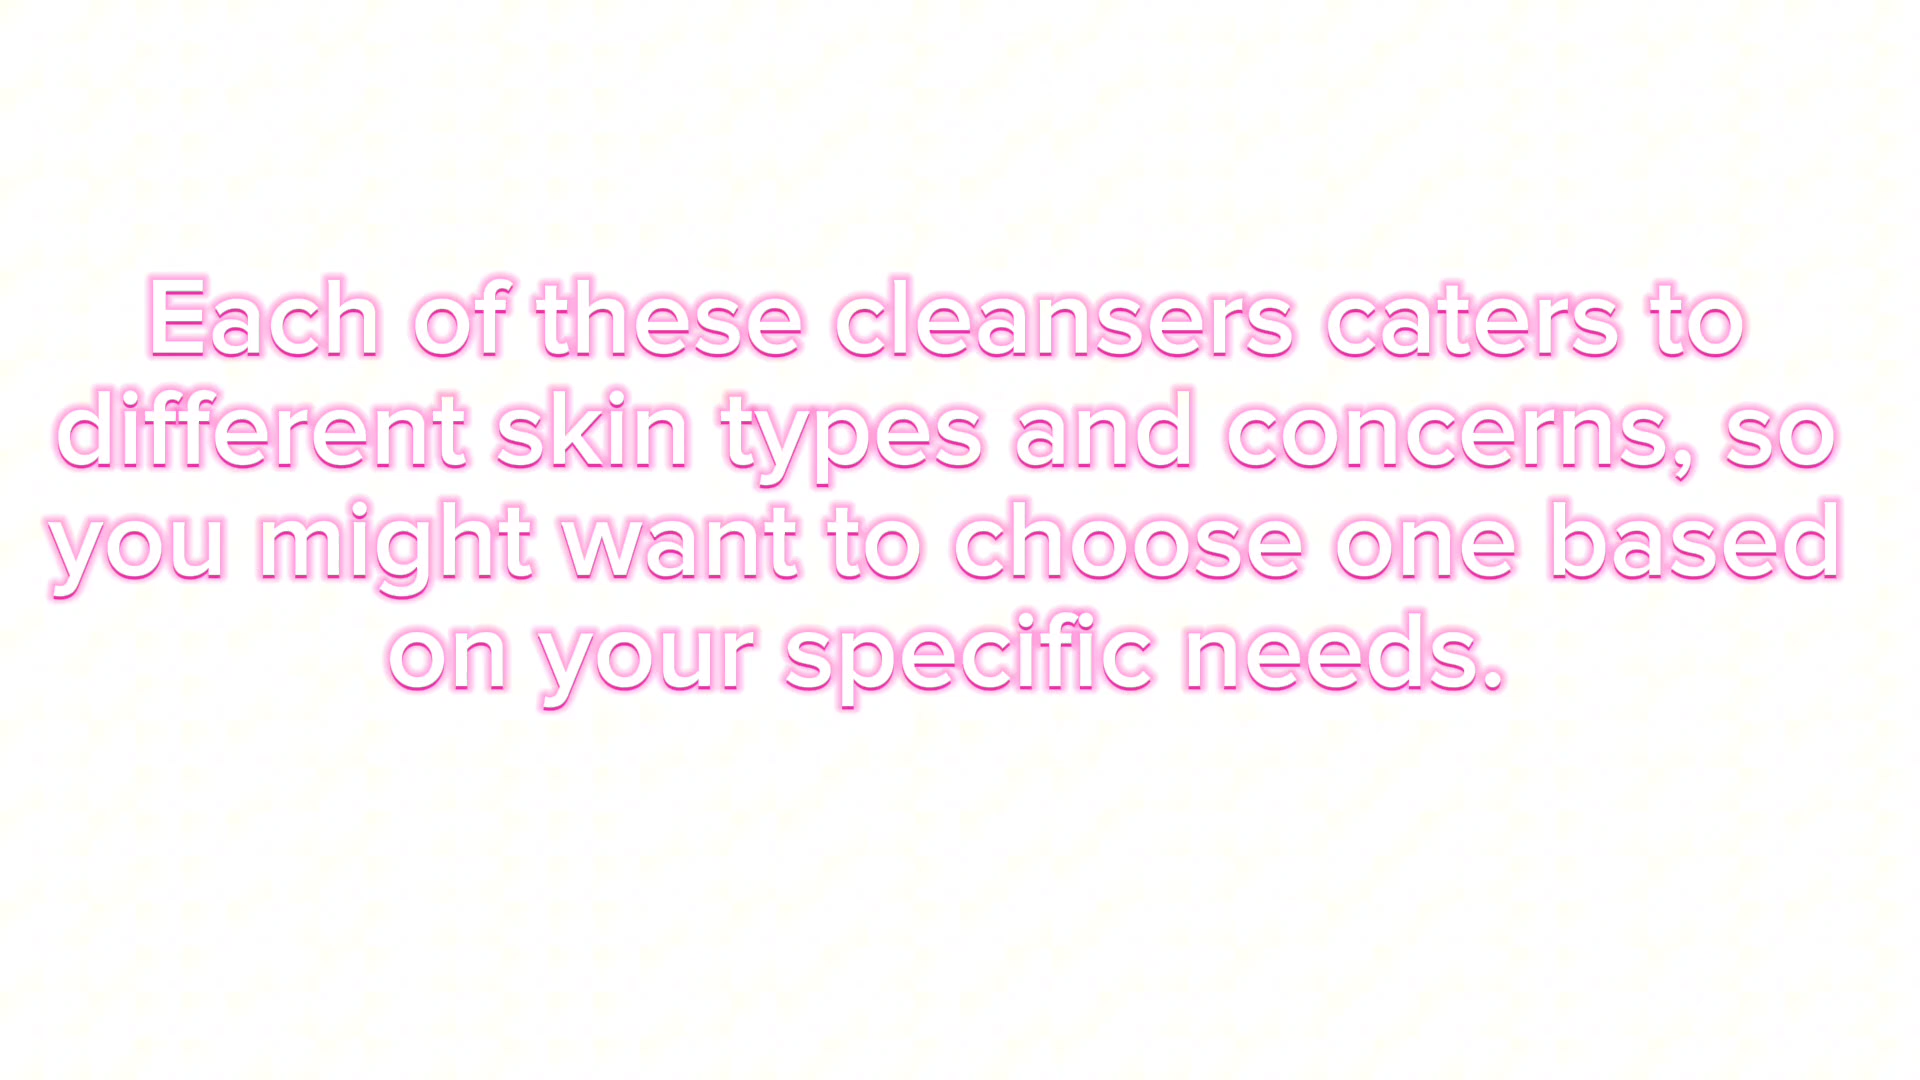 Each of these cleansers caters to
different skin types and concerns, so
you might want to choose one based
on your specific needs.